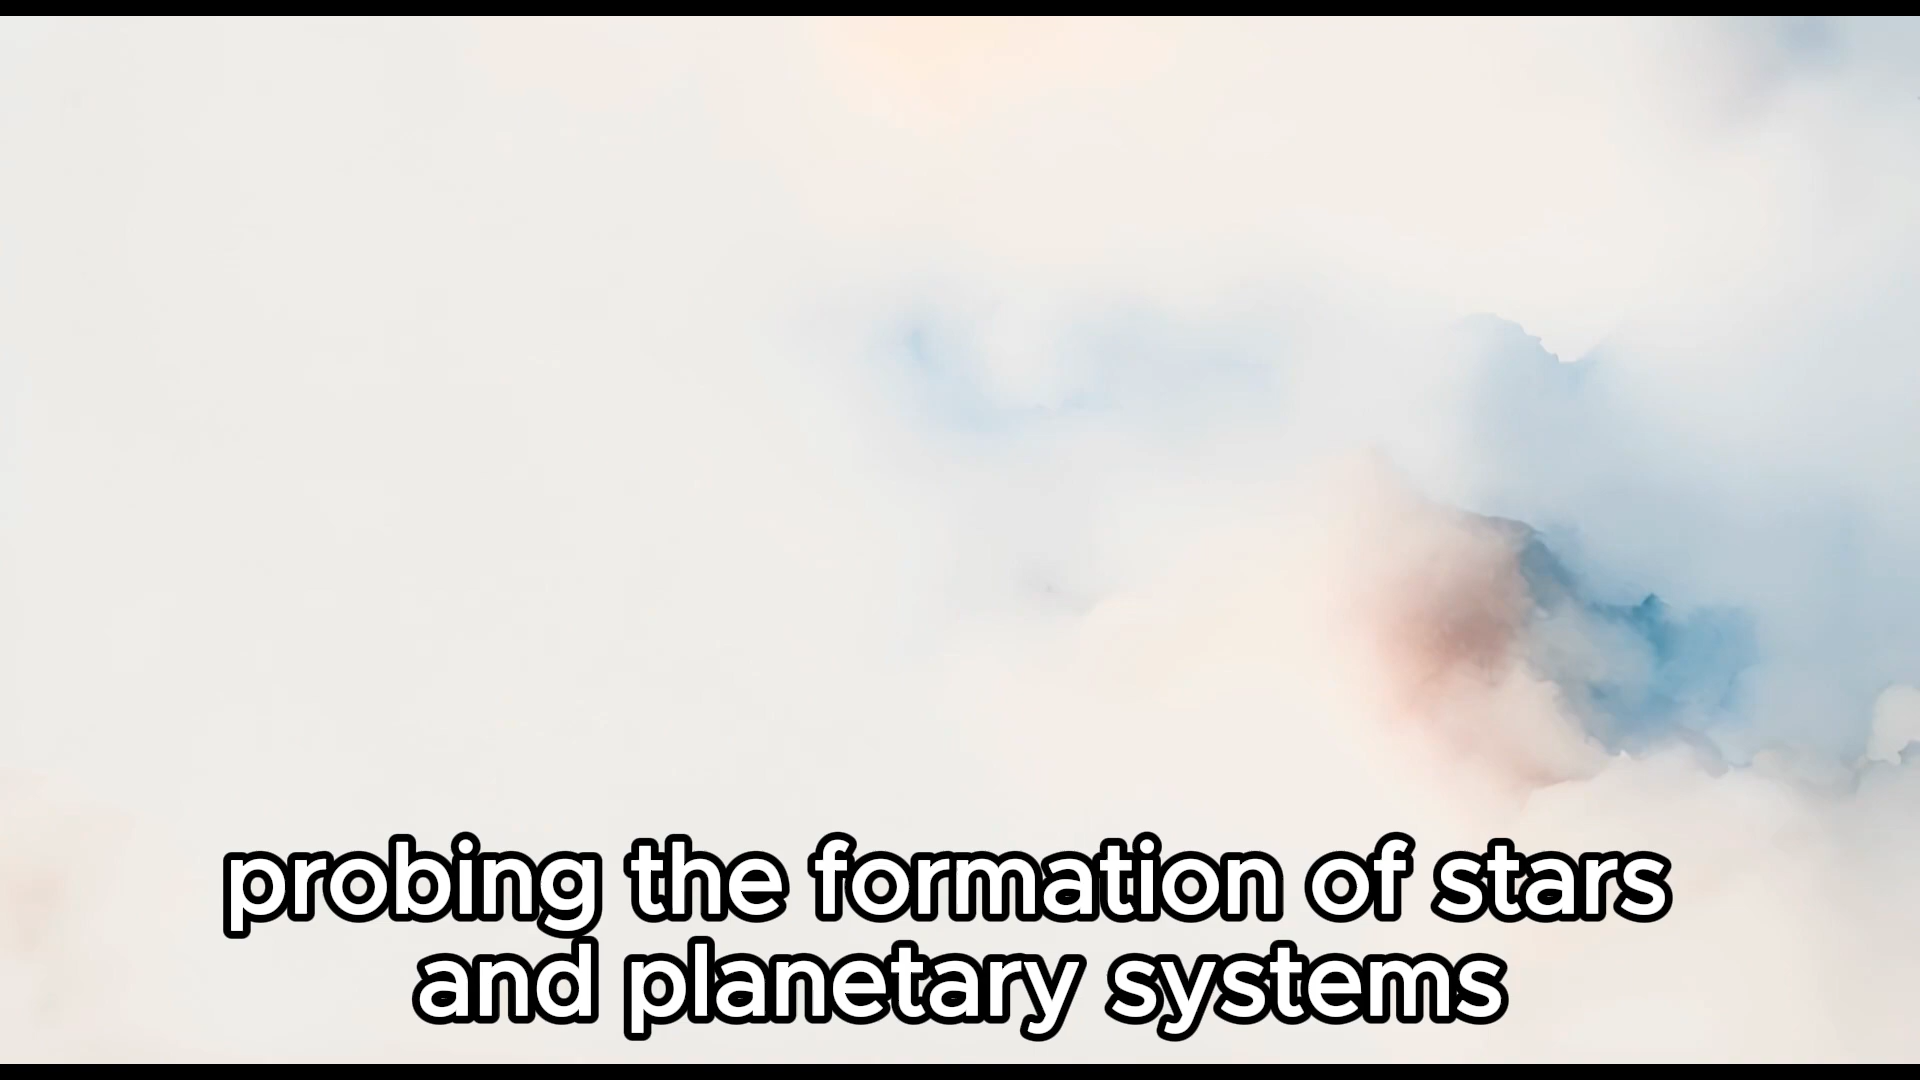 probing the formation of stars
and planetary systems